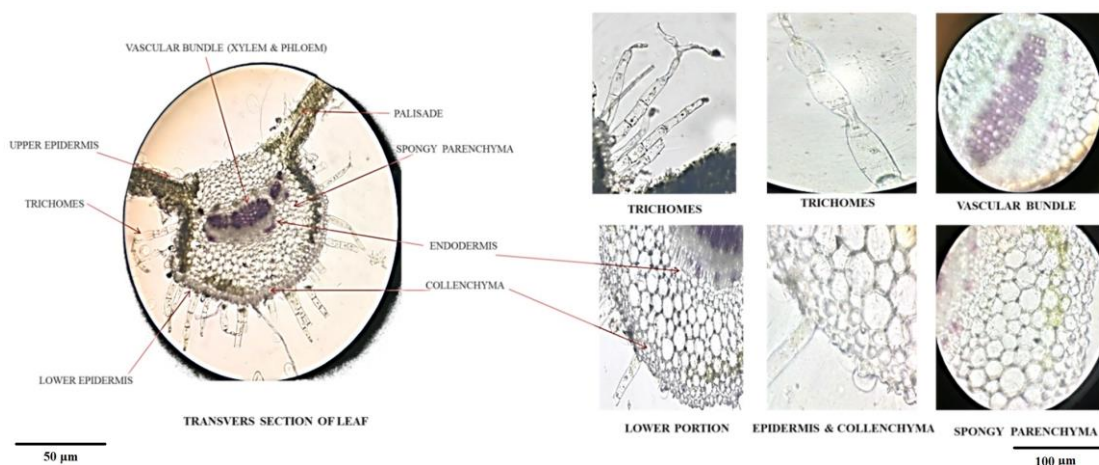 VASCULAR BUNDLE (XYLEM & PHLOEM)
PALISADE
UPPER EPIDERMIS
SPONGY PARENCHYMA
TRICHOMES
ENDODERMIS
COLLENCHYMA
LOWER EPIDERMIS
TRANSVERS SECTION OF LEAF
50 µm
TRICHOMES
TRICHOMES
VASCULAR BUNDLE
LOWER PORTION
EPIDERMIS & COLLENCHYMA
SPONGY PARENCHYMA
100 µm